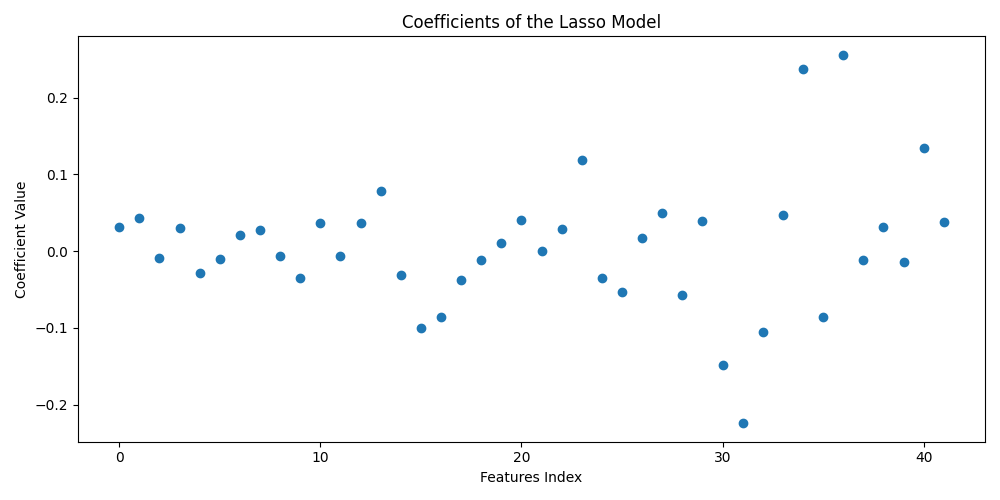 Coefficients of the Lasso Model
Coefficient Value
0.2
0.1
0.0
−0.1
−0.2
0 10 20 30 40
Features Index